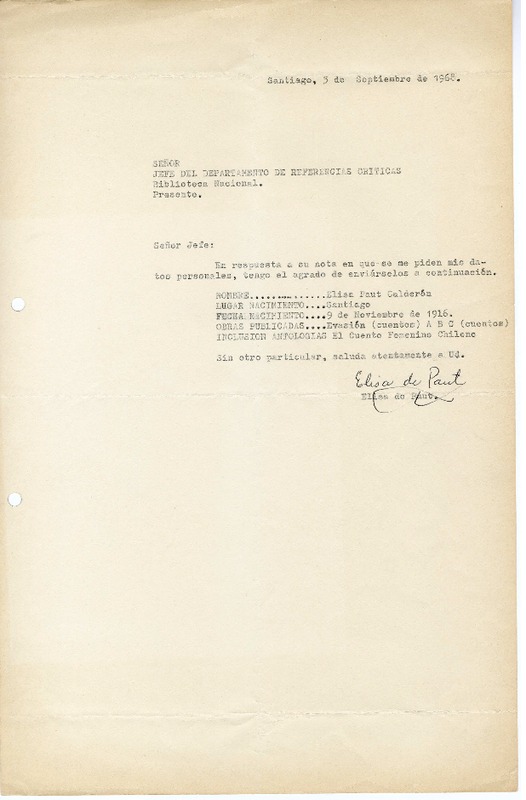 Santiago, 3 de Septiembre de 1968.
SEÑOR
JEFE DEL DEPARTAMENTO DE REFERENCIAS CRITICAS
Biblioteca Nacional.
Presente.
Señor Jefe:
En respuesta a su nota en que se me piden mis da-
tos personales, tengo el agrado de enviárselos a continuación.
NOMBRE..............Elisa Paut Calderón
LUGAR NACIMIENTO....Santiago
FECHA NACIMIENTO....9 de Noviembre de 1916.
OBRAS PUBLICADAS....Evasión (cuentos) A B C (cuentos)
INCLUSION ANTOLOGIAS El Cuento Femenino Chileno
Sin otro particular, saluda atentamente a Ud.
Elisa de Paut
Elisa de Paut.